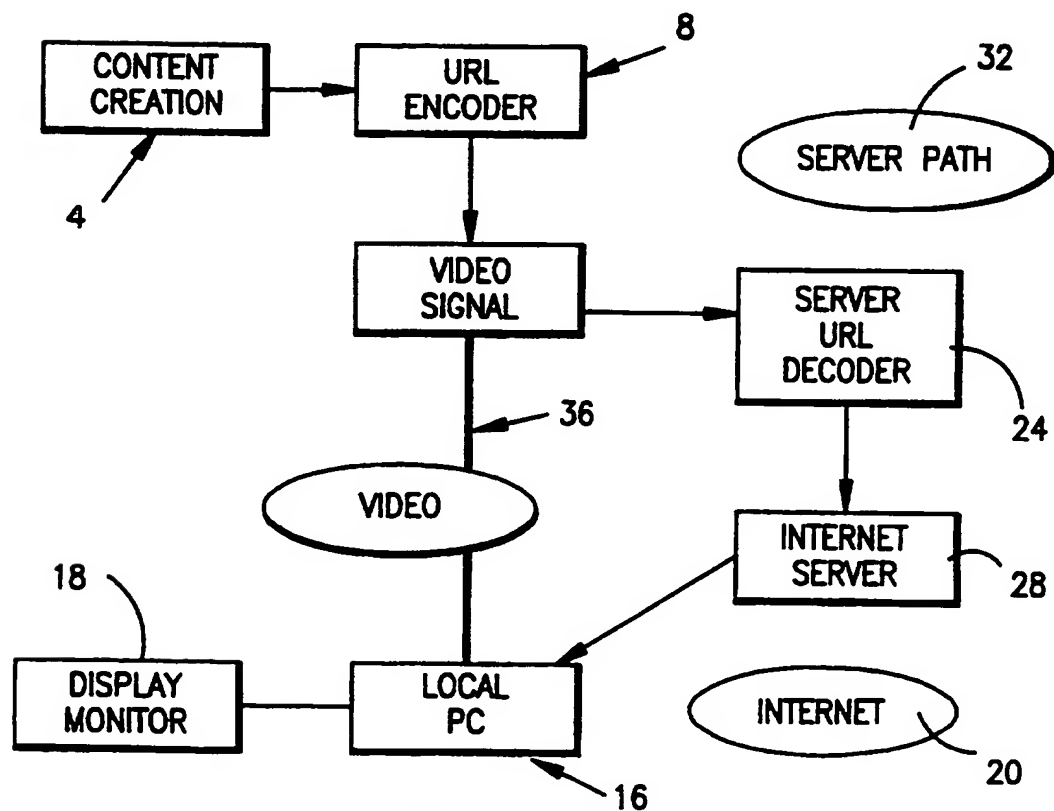 CONTENT
CREATION
4
URL
ENCODER
8
32
SERVER PATH
VIDEO
SIGNAL
SERVER
URL
DECODER
24
36
VIDEO
INTERNET
SERVER
28
18
DISPLAY
MONITOR
LOCAL
PC
16
INTERNET
20